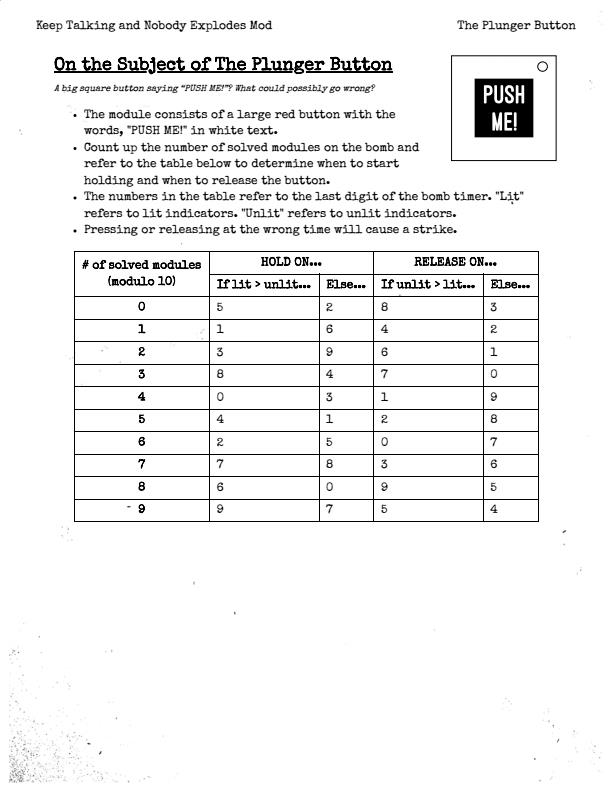 Keep Talking and Nobody Explodes Mod The Plunger Button
On the Subject of The Plunger Button
A big square button saying "PUSH ME!"? What could possibly go wrong?
PUSH
ME!
• The module consists of a large red button with the
words, "PUSH ME!" in white text.
• Count up the number of solved modules on the bomb and
refer to the table below to determine when to start
holding and when to release the button.
• The numbers in the table refer to the last digit of the bomb timer. "Lit"
refers to lit indicators. "Unlit" refers to unlit indicators.
• Pressing or releasing at the wrong time will cause a strike.
# of solved modules (modulo 10) HOLD ON... RELEASE ON...
If lit > unlit... Else... If unlit > lit... Else...
0 5 2 8 3
1 1 6 4 2
2 3 9 6 1
3 8 4 7 0
4 0 3 1 9
5 4 1 2 8
6 2 5 0 7
7 7 8 3 6
8 6 0 9 5
9 9 7 5 4